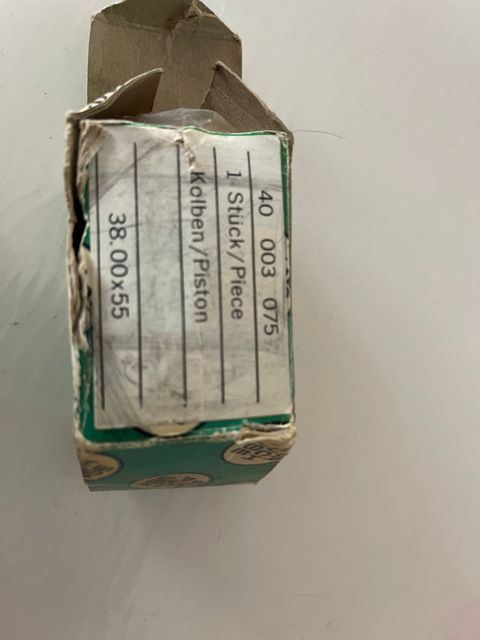 40 003 075
1 Stück/Piece
Kolben/Piston
38.00x55